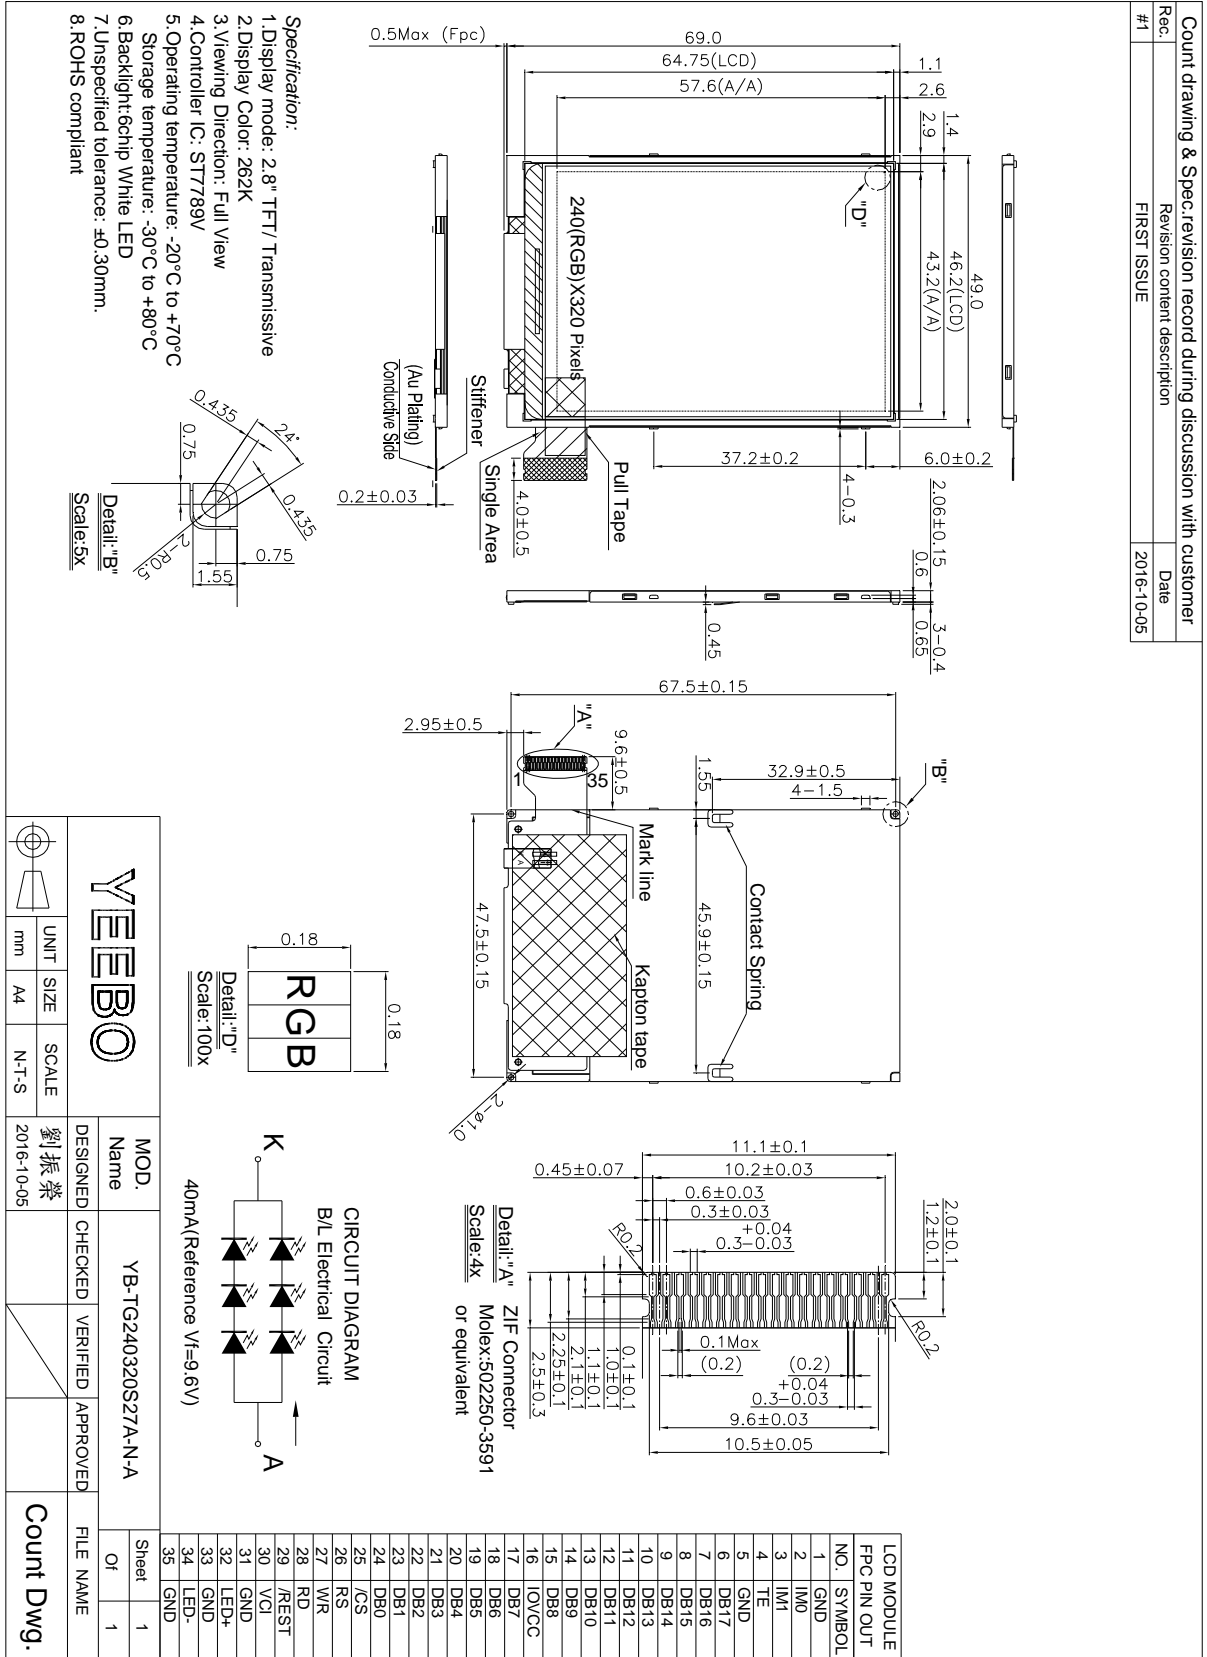 Count drawing & Spec.revision record during discussion with customer
Rec. Revision content description Date
#1 FIRST ISSUE 2016-10-05
69.0
64.75(LCD)
57.6(A/A)
0.5Max (Fpc)
1.1
2.6
1.4
2.9
49.0
46.2(LCD)
43.2(A/A)
"D"
240(RGB)X320 Pixels
37.2±0.2
6.0±0.2
4-0.3
Pull Tape
4.0±0.5
Single Area
Stiffener
(Au Plating)
Conductive Side
0.2±0.03
2.06±0.15
0.6
3-0.4
0.65
0.45
67.5±0.15
2.95±0.5
"A"
9.6±0.5
1
35
1.55
32.9±0.5
4-1.5
"B"
Mark line
Contact Spring
45.9±0.15
47.5±0.15
Kapton tape
A
2-ø1.0
11.1±0.1
10.2±0.03
0.45±0.07
0.6±0.03
0.3±0.03
+0.04
0.3-0.03
2.0±0.1
1.2±0.1
R0.2
R0.2
0.1Max
(0.2)
(0.2)
+0.04
0.3-0.03
9.6±0.03
10.5±0.05
0.1±0.1
1.0±0.1
1.1±0.1
2.1±0.1
2.25±0.1
2.5±0.3
Detail:"A"
Scale:4x
ZIF Connector
Molex:502250-3591
or equivalent
Specification:
1.Display mode: 2.8" TFT/ Transmissive
2.Display Color: 262K
3.Viewing Direction: Full View
4.Controller IC: ST7789V
5.Operating temperature: -20°C to +70°C
Storage temperature: -30°C to +80°C
6.Backlight:6chip White LED
7.Unspecified tolerance: ±0.30mm.
8.ROHS compliant
0.435
24°
0.75
0.435
0.75
1.55
2-R0.5
Detail:"B"
Scale:5x
0.18
0.18
R G B
Detail:"D"
Scale:100x
CIRCUIT DIAGRAM
B/L Electrical Circuit
K
A
40mA(Reference Vf=9.6V)
LCD MODULE
FPC PIN OUT
NO. SYMBOL
1 GND
2 IM0
3 IM1
4 TE
5 GND
6 DB17
7 DB16
8 DB15
9 DB14
10 DB13
11 DB12
12 DB11
13 DB10
14 DB9
15 DB8
16 IOVCC
17 DB7
18 DB6
19 DB5
20 DB4
21 DB3
22 DB2
23 DB1
24 DB0
25 /CS
26 RS
27 WR
28 RD
29 /REST
30 VCI
31 GND
32 LED+
33 GND
34 LED-
35 GND
YEEBO
MOD. Name
YB-TG240320S27A-N-A
Sheet 1
Of 1
UNIT SIZE SCALE
mm A4 N-T-S
DESIGNED CHECKED VERIFIED APPROVED FILE NAME
劉振榮
2016-10-05
Count Dwg.